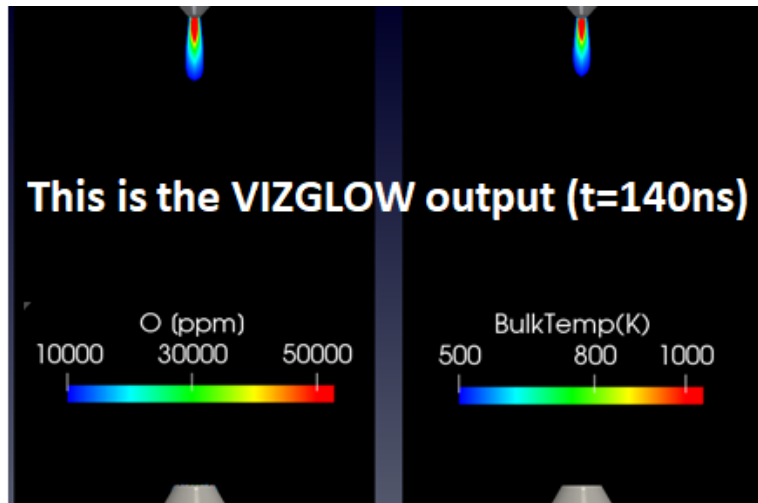 This is the VIZGLOW output (t=140ns)
O (ppm)
10000 30000 50000
BulkTemp(K)
500 800 1000